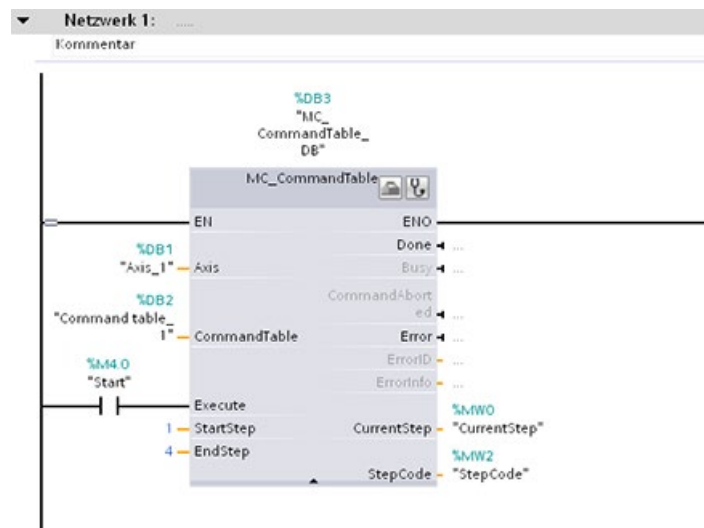 Netzwerk 1: .....
Kommentar
%DB3
"MC_
CommandTable_
DB"
MC_CommandTable
EN ENO
Done ...
%DB1
"Axis_1" Axis Busy ...
%DB2
"Command table_
1" CommandTable
CommandAbort
ed ...
Error ...
ErrorID ...
ErrorInfo ...
%M4.0
"Start"
Execute
%MW0
1 StartStep CurrentStep "CurrentStep"
4 EndStep
%MW2
StepCode "StepCode"